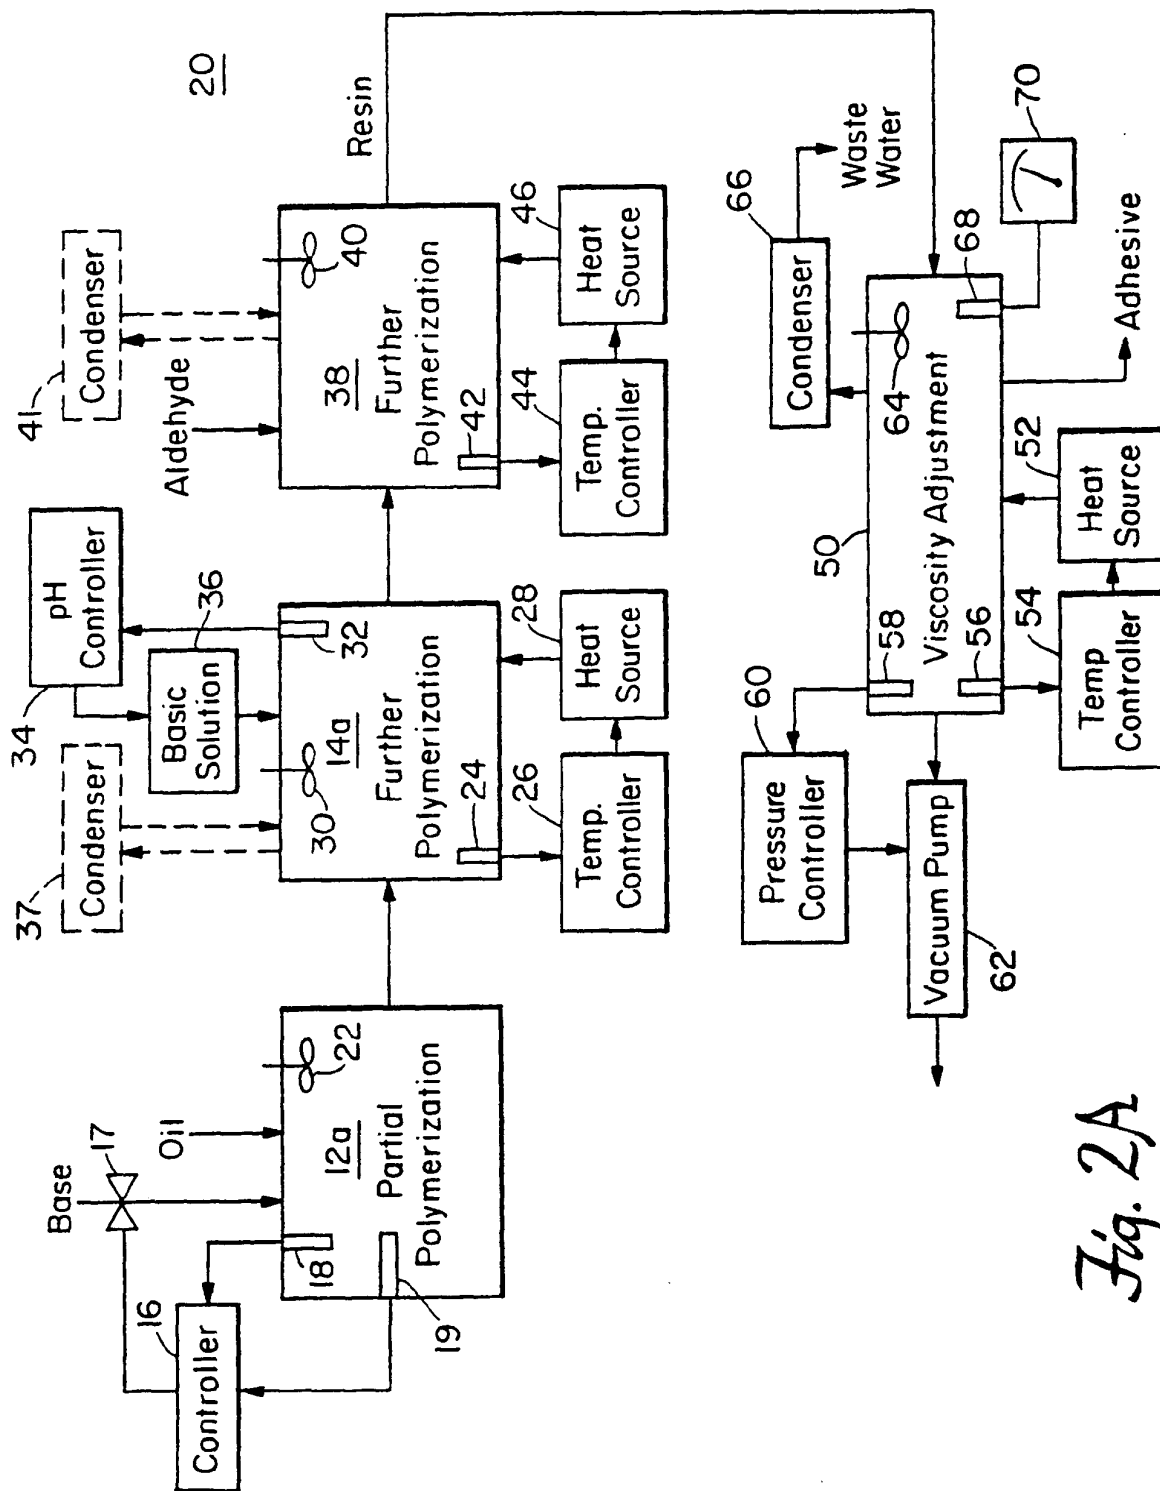 20
41
Condenser
Aldehyde
34
pH
Controller
36
Basic
Solution
37
Condenser
Base
17
Oil
16
Controller
18
19
12a
Partial
Polymerization
22
30
14a
Further
Polymerization
32
24
26
Temp.
Controller
28
Heat
Source
38
Further
Polymerization
40
42
44
Temp.
Controller
46
Heat
Source
Resin
60
Pressure
Controller
Vacuum Pump
62
58
56
50
Viscosity Adjustment
64
66
Condenser
Waste
Water
68
70
54
Temp
Controller
52
Heat
Source
Adhesive
Fig. 2A